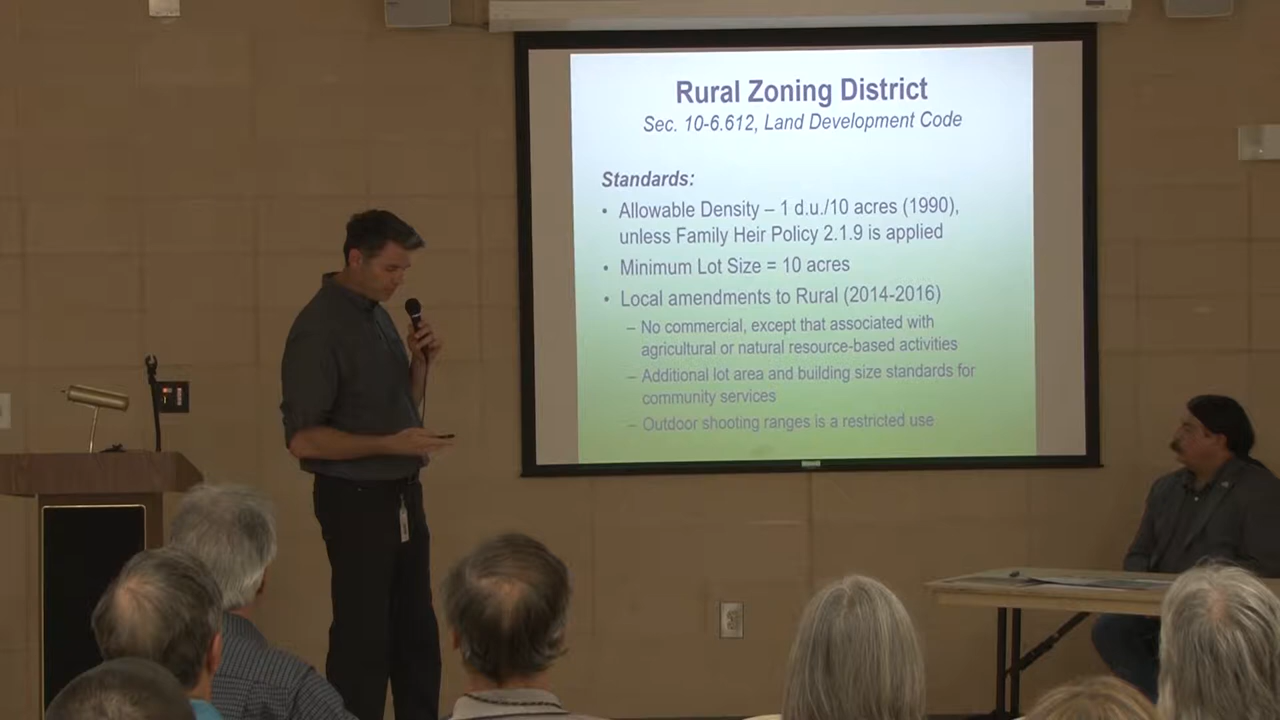 Rural Zoning District
Sec. 10-6.612, Land Development Code
Standards:
• Allowable Density – 1 d.u./10 acres (1990),
unless Family Heir Policy 2.1.9 is applied
• Minimum Lot Size = 10 acres
• Local amendments to Rural (2014-2016)
– No commercial, except that associated with
agricultural or natural resource-based activities
– Additional lot area and building size standards for
community services
– Outdoor shooting ranges is a restricted use